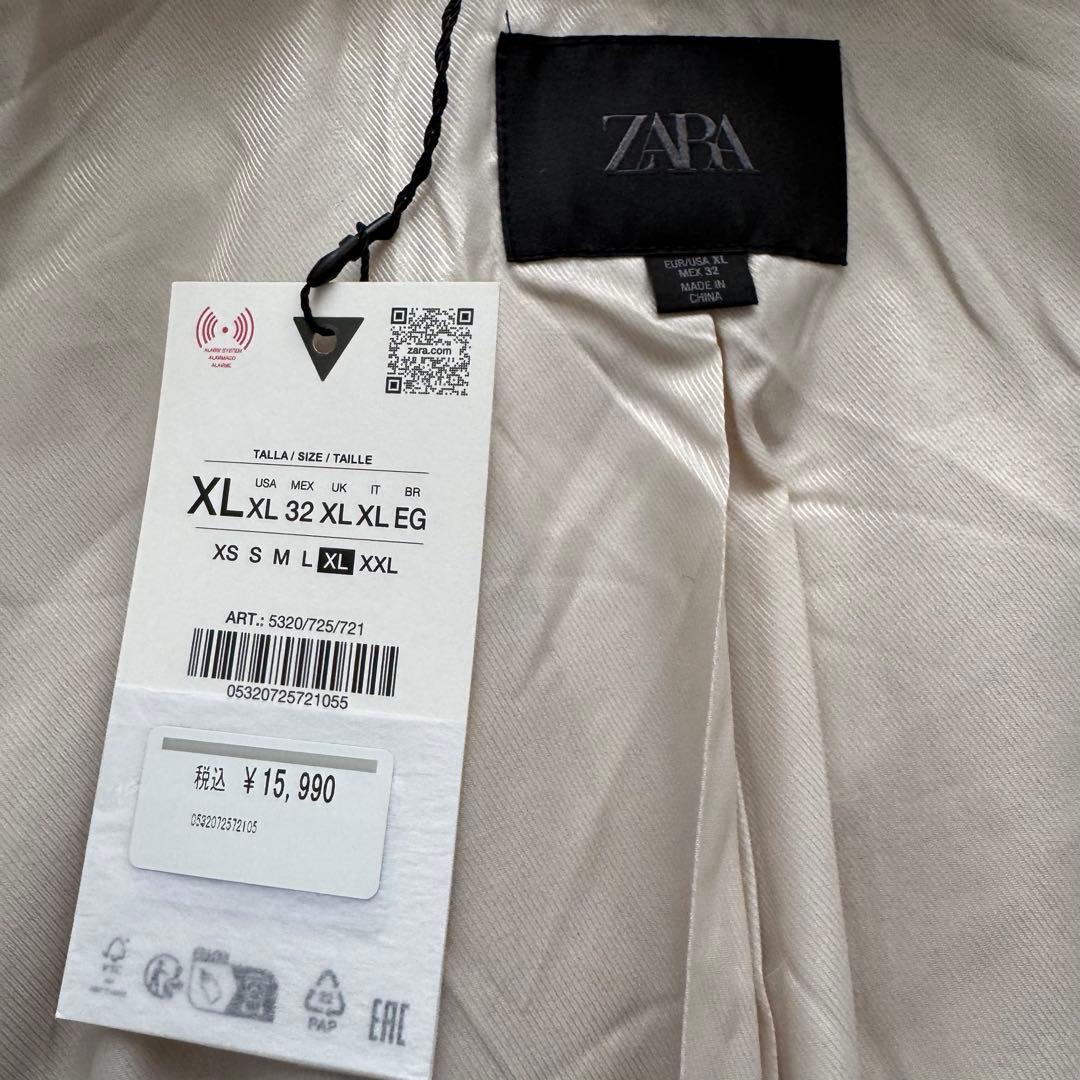 ZARA
EUR/USA XL
MEX 32
MADE IN
CHINA
ALARM SYSTEM
ALARMADO
ALARME
zara.com
TALLA / SIZE / TAILLE
USA MEX UK IT BR
XL XL 32 XL XL EG
XS S M L XL XXL
ART.: 5320/725/721
05320725721055
税込 ¥15,990
0532072572105
PAP
EAC